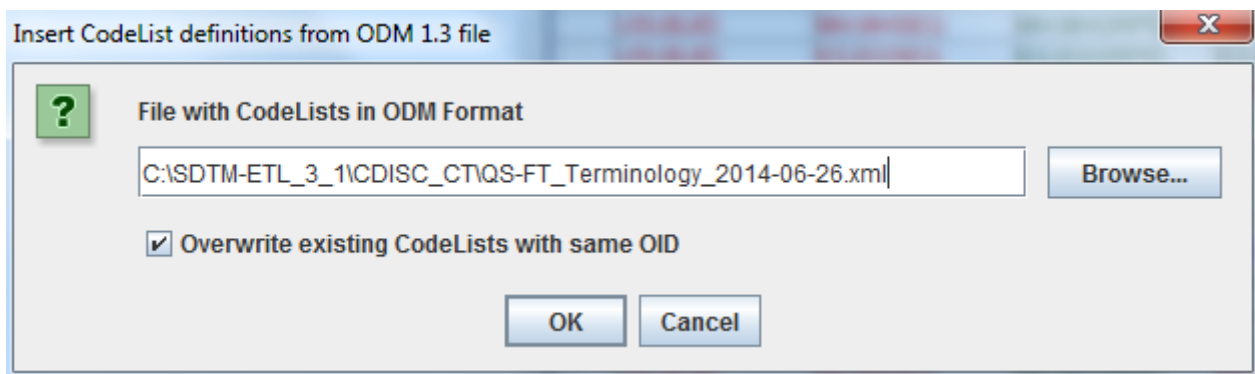 Insert CodeList definitions from ODM 1.3 file
File with CodeLists in ODM Format
C:\SDTM-ETL_3_1\CDISC_CT\QS-FT_Terminology_2014-06-26.xml
Browse...
Overwrite existing CodeLists with same OID
OK Cancel